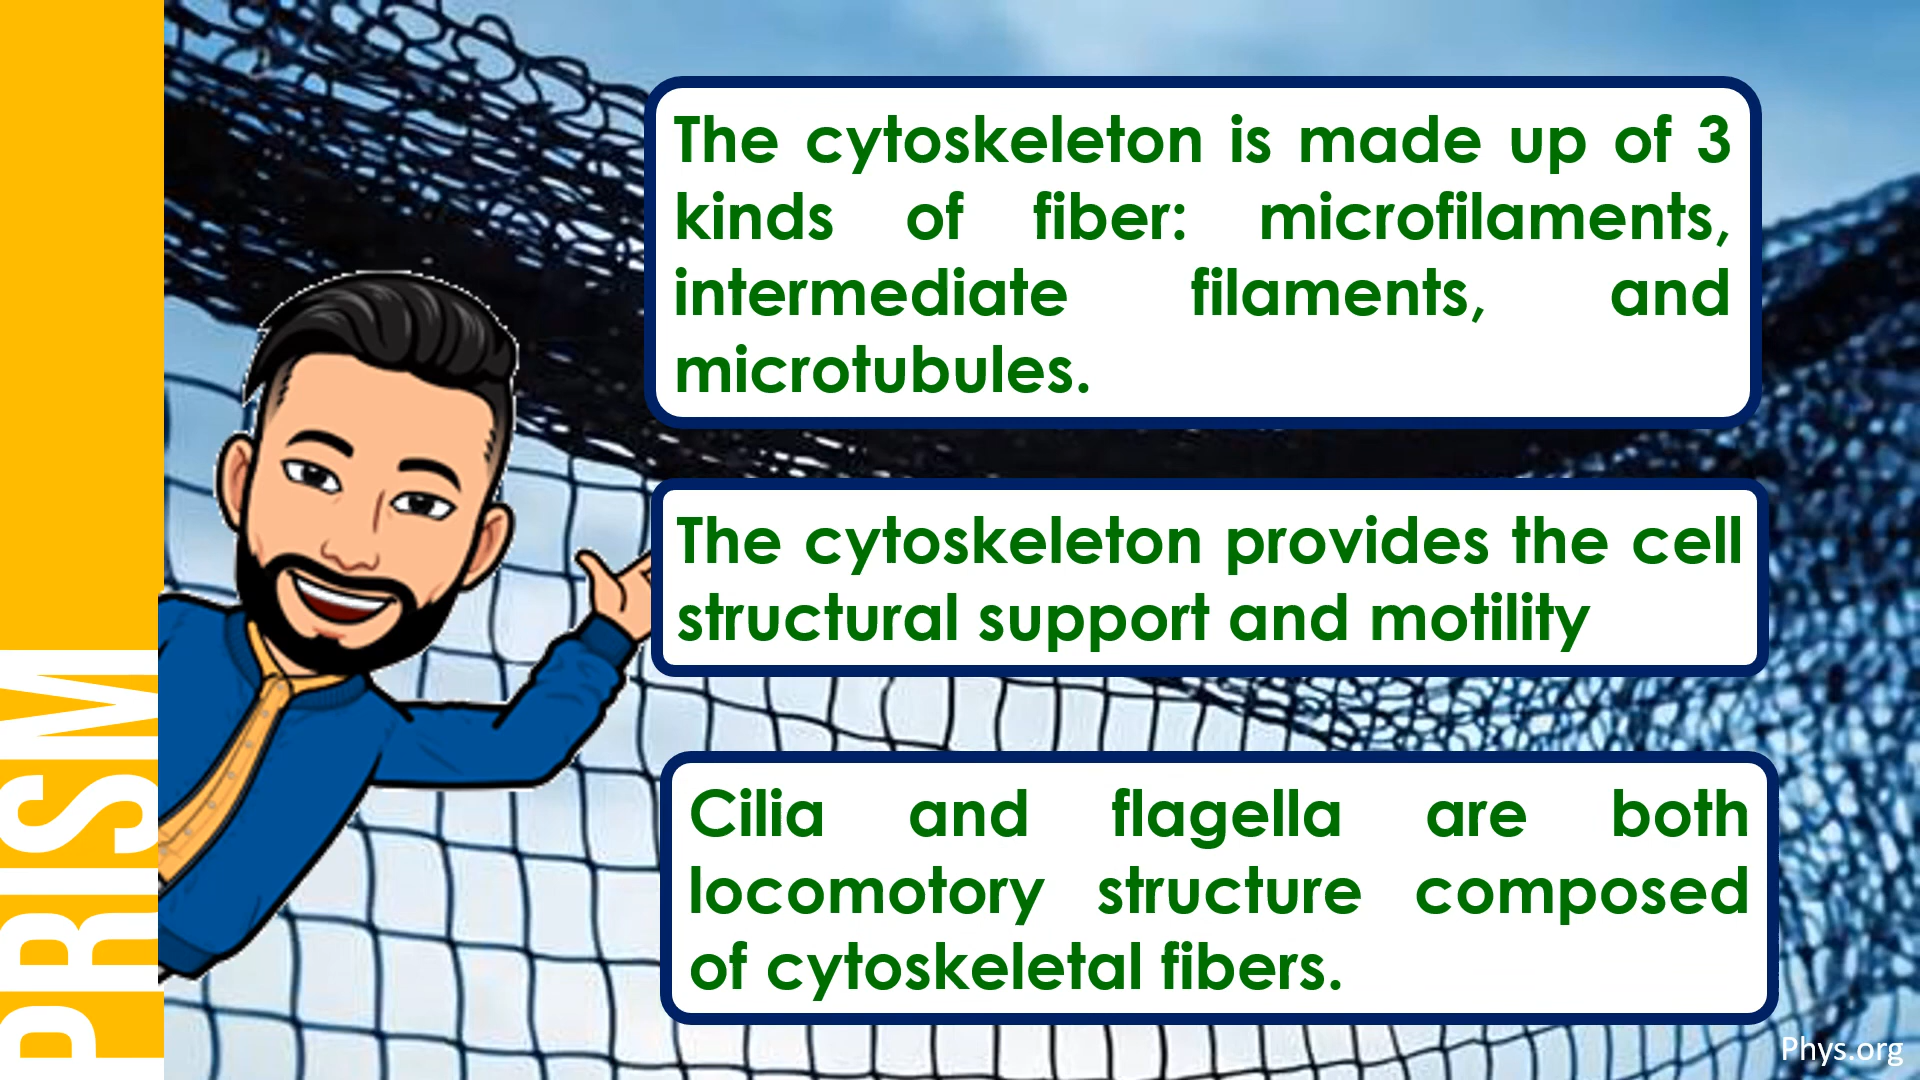 The cytoskeleton is made up of 3
kinds of fiber: microfilaments,
intermediate filaments, and
microtubules.
The cytoskeleton provides the cell
structural support and motility
Cilia and flagella are both
locomotory structure composed
of cytoskeletal fibers.
PRISM
Phys.org